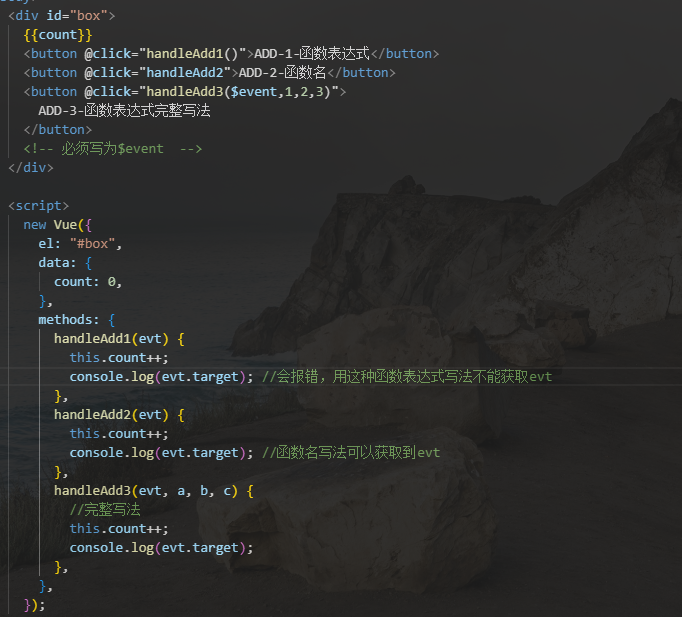 <div id="box">
{{count}}
<button @click="handleAdd1()">ADD-1-函数表达式</button>
<button @click="handleAdd2">ADD-2-函数名</button>
<button @click="handleAdd3($event,1,2,3)">
ADD-3-函数表达式完整写法
</button>
<!-- 必须写为$event  -->
</div>
<script>
new Vue({
el: "#box",
data: {
count: 0,
},
methods: {
handleAdd1(evt) {
this.count++;
console.log(evt.target); //会报错，用这种函数表达式写法不能获取evt
},
handleAdd2(evt) {
this.count++;
console.log(evt.target); //函数名写法可以获取到evt
},
handleAdd3(evt, a, b, c) {
//完整写法
this.count++;
console.log(evt.target);
},
},
});